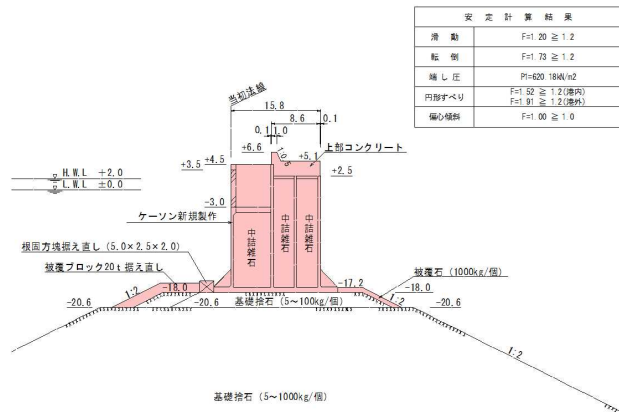 安 定 計 算 結 果
滑 動 F=1.20 ≧ 1.2
転 倒 F=1.73 ≧ 1.2
端 し 圧 P1=620.18kN/m2
円形すべり F=1.52 ≧ 1.2(港内)
F=1.91 ≧ 1.2(港外)
偏心傾斜 F=1.00 ≧ 1.0
当初法線
15.8
8.6 0.1
0.1 1.0
+6.6 1:0.5 +5.1 上部コンクリート
+3.5 +4.5
+2.5
H.W.L +2.0
L.W.L ±0.0
-3.0
ケーソン新規製作
中詰雑石 中詰雑石 中詰雑石
根固方塊据え直し (5.0×2.5×2.0)
被覆ブロック20t据え直し
被覆石 (1000kg/個)
1:2 -18.0 -17.2 -18.0
1:2
-20.6 -20.6 基礎捨石 (5~100kg/個) -20.6
1:2
基礎捨石 (5~1000kg/個)